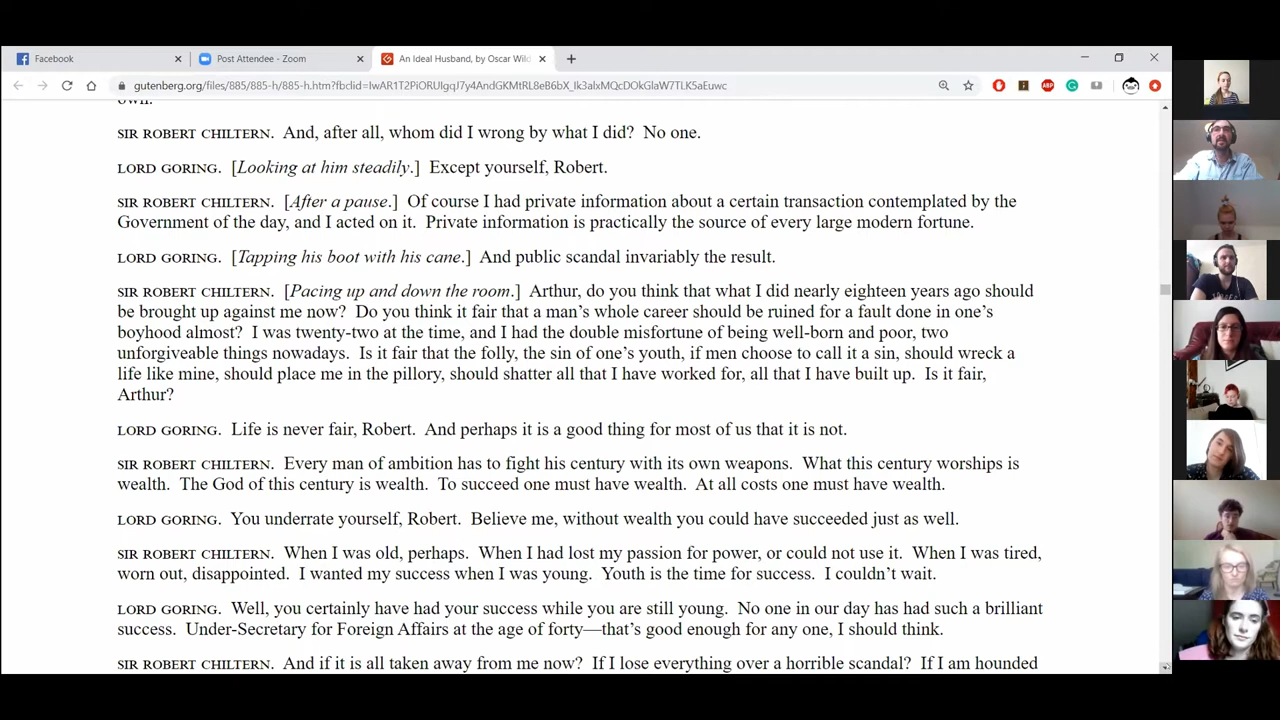 Facebook
Post Attendee - Zoom
An Ideal Husband, by Oscar Wild
gutenberg.org/files/885/885-h/885-h.htm?fbclid=IwAR1T2PiORUIgqJ7y4AndGKMtRL8eB6bX_Ik3alxMQcDOkGlaW7TLK5aEuwc
own.
SIR ROBERT CHILTERN. And, after all, whom did I wrong by what I did? No one.
LORD GORING. [Looking at him steadily.] Except yourself, Robert.
SIR ROBERT CHILTERN. [After a pause.] Of course I had private information about a certain transaction contemplated by the
Government of the day, and I acted on it. Private information is practically the source of every large modern fortune.
LORD GORING. [Tapping his boot with his cane.] And public scandal invariably the result.
SIR ROBERT CHILTERN. [Pacing up and down the room.] Arthur, do you think that what I did nearly eighteen years ago should
be brought up against me now? Do you think it fair that a man’s whole career should be ruined for a fault done in one’s
boyhood almost? I was twenty-two at the time, and I had the double misfortune of being well-born and poor, two
unforgiveable things nowadays. Is it fair that the folly, the sin of one’s youth, if men choose to call it a sin, should wreck a
life like mine, should place me in the pillory, should shatter all that I have worked for, all that I have built up. Is it fair,
Arthur?
LORD GORING. Life is never fair, Robert. And perhaps it is a good thing for most of us that it is not.
SIR ROBERT CHILTERN. Every man of ambition has to fight his century with its own weapons. What this century worships is
wealth. The God of this century is wealth. To succeed one must have wealth. At all costs one must have wealth.
LORD GORING. You underrate yourself, Robert. Believe me, without wealth you could have succeeded just as well.
SIR ROBERT CHILTERN. When I was old, perhaps. When I had lost my passion for power, or could not use it. When I was tired,
worn out, disappointed. I wanted my success when I was young. Youth is the time for success. I couldn’t wait.
LORD GORING. Well, you certainly have had your success while you are still young. No one in our day has had such a brilliant
success. Under-Secretary for Foreign Affairs at the age of forty—that’s good enough for any one, I should think.
SIR ROBERT CHILTERN. And if it is all taken away from me now? If I lose everything over a horrible scandal? If I am hounded